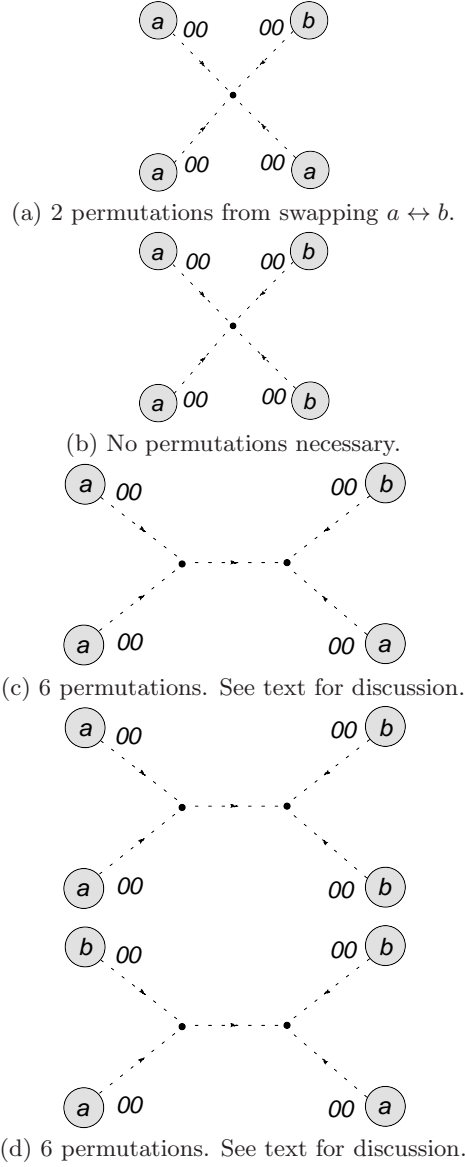 a 00 00 b
a 00 00 a
(a) 2 permutations from swapping a ↔ b.
a 00 00 b
a 00 00 b
(b) No permutations necessary.
a 00 00 b
a 00 00 a
(c) 6 permutations. See text for discussion.
a 00 00 b
a 00 00 b
b 00 00 b
a 00 00 a
(d) 6 permutations. See text for discussion.